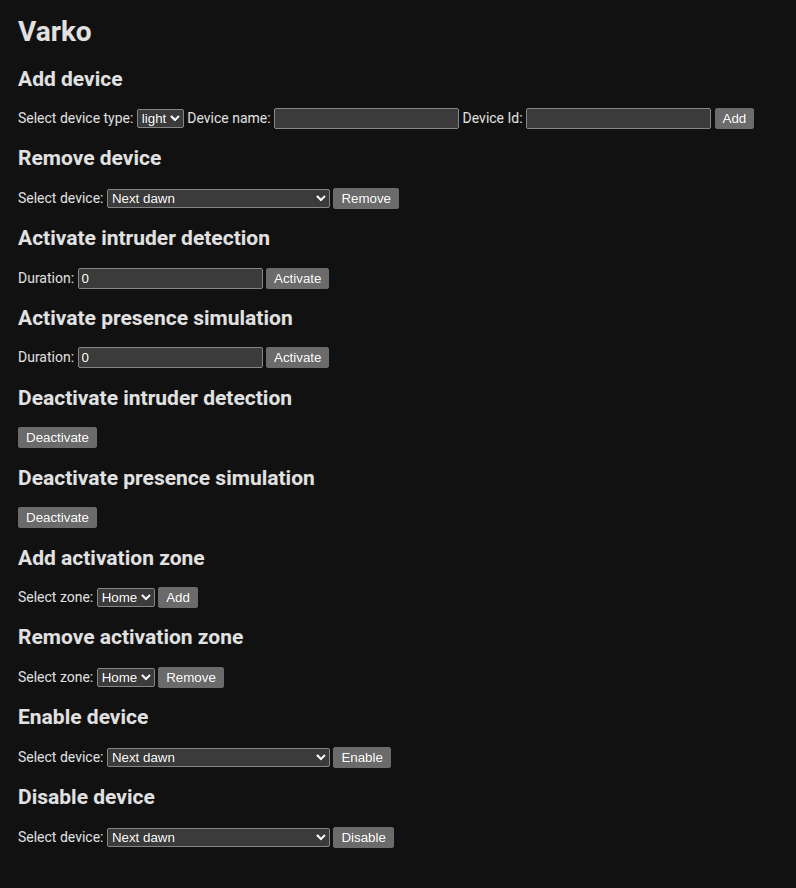 Varko
Add device
Select device type: light Device name: Device Id: Add
Remove device
Select device: Next dawn Remove
Activate intruder detection
Duration: 0 Activate
Activate presence simulation
Duration: 0 Activate
Deactivate intruder detection
Deactivate
Deactivate presence simulation
Deactivate
Add activation zone
Select zone: Home Add
Remove activation zone
Select zone: Home Remove
Enable device
Select device: Next dawn Enable
Disable device
Select device: Next dawn Disable